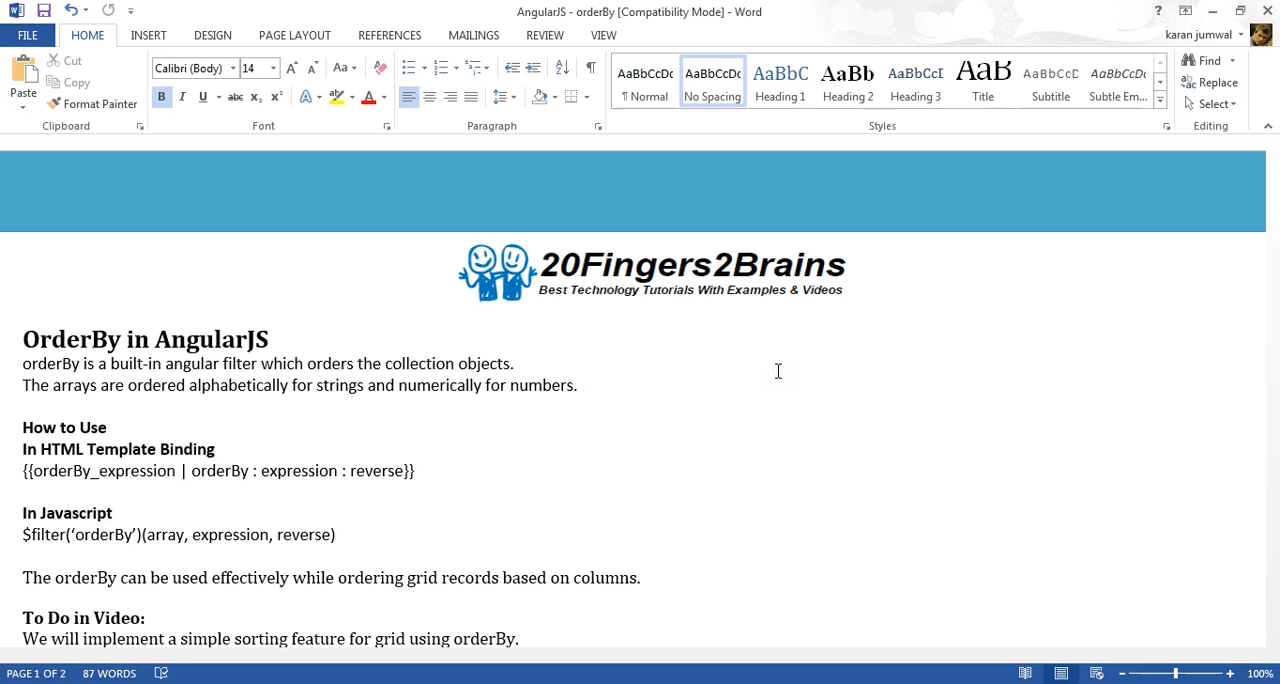 AngularJS - orderBy [Compatibility Mode] - Word
FILE HOME INSERT DESIGN PAGE LAYOUT REFERENCES MAILINGS REVIEW VIEW karan jumwal
Paste
Cut
Copy
Format Painter
Clipboard
Calibri (Body) 14
Font
Paragraph
AaBbCcDc AaBbCcDc AaBbC AaBb AaBbCcI AaB AaBbCcD AaBbCcDc
¶ Normal No Spacing Heading 1 Heading 2 Heading 3 Title Subtitle Subtle Em...
Styles
Find
Replace
Select
Editing
20Fingers2Brains
Best Technology Tutorials With Examples & Videos
OrderBy in AngularJS
orderBy is a built-in angular filter which orders the collection objects.
The arrays are ordered alphabetically for strings and numerically for numbers.
How to Use
In HTML Template Binding
{{orderBy_expression | orderBy : expression : reverse}}
In Javascript
$filter(‘orderBy’)(array, expression, reverse)
The orderBy can be used effectively while ordering grid records based on columns.
To Do in Video:
We will implement a simple sorting feature for grid using orderBy.
PAGE 1 OF 2 87 WORDS 100%